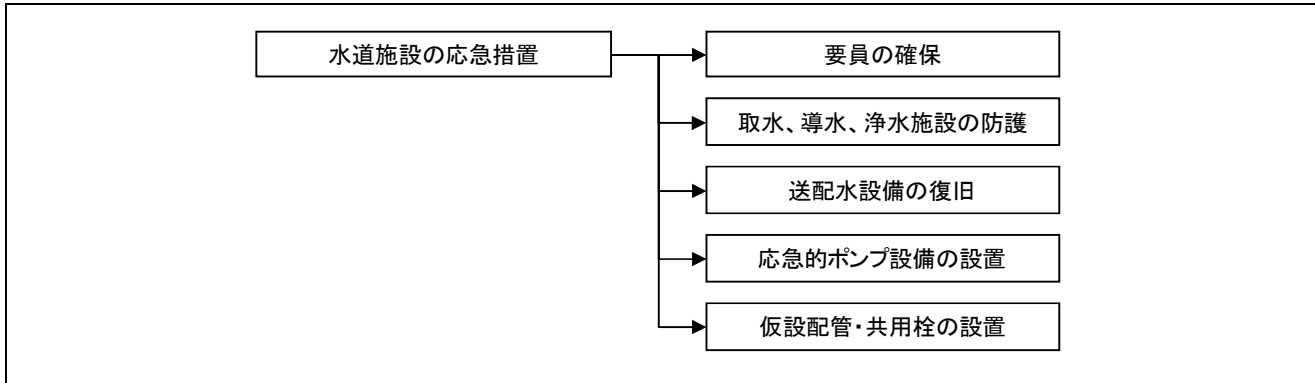 水道施設の応急措置
要員の確保
取水、導水、浄水施設の防護
送配水設備の復旧
応急的ポンプ設備の設置
仮設配管・共用栓の設置